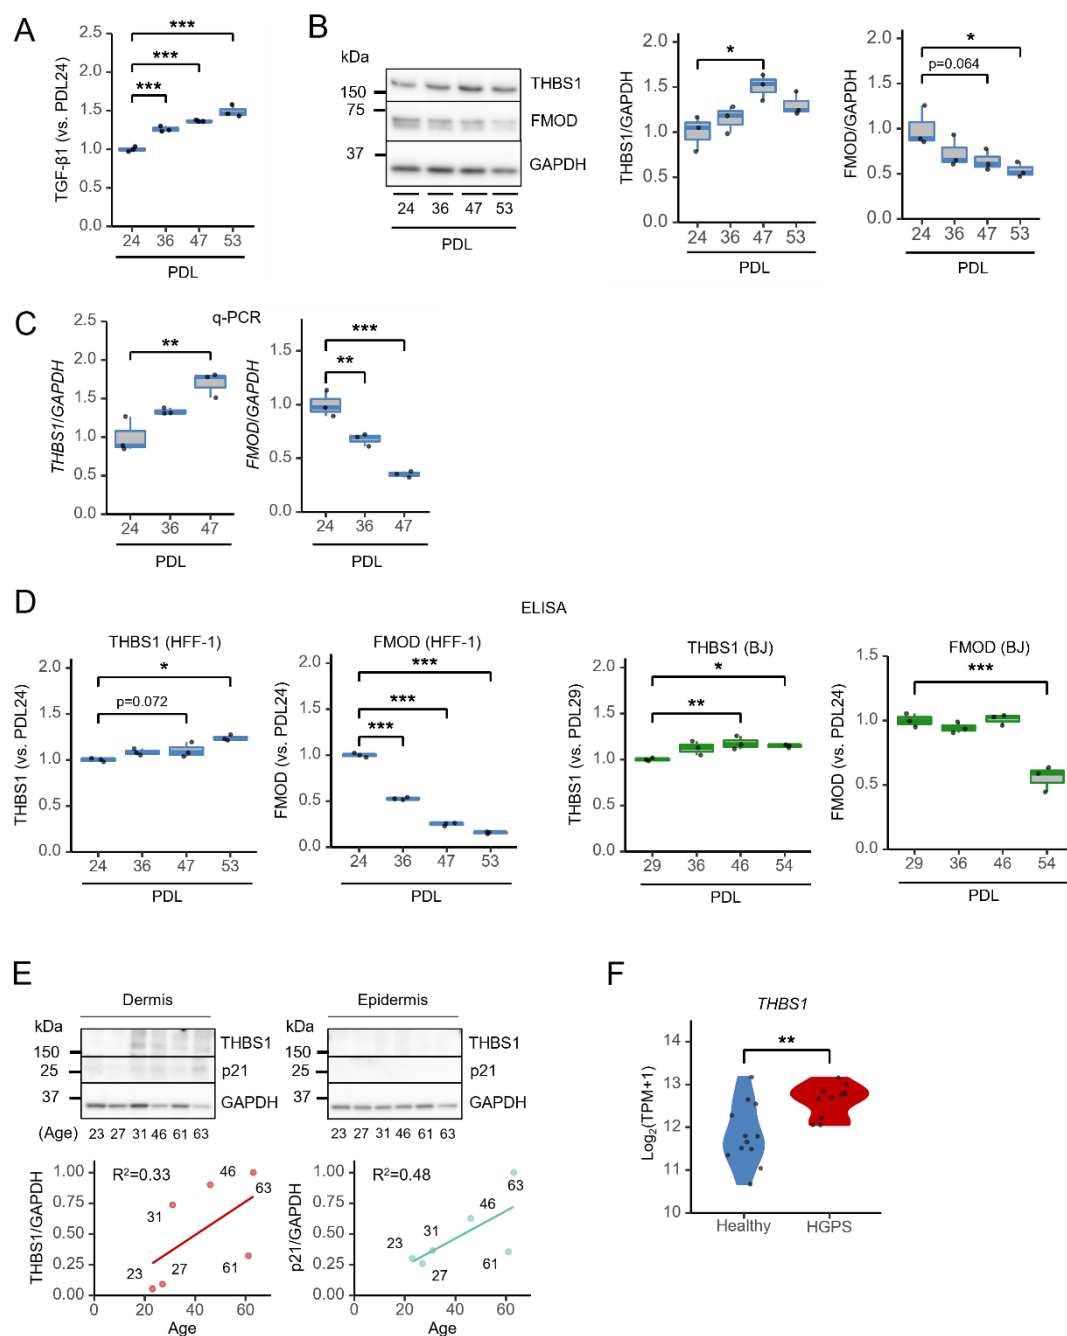 A
TGF-β1 (vs. PDL24)
2.5
2.0
1.5
1.0
0.5
0.0
***
***
***
24 36 47 53
PDL
B
kDa
150
75
37
THBS1
FMOD
GAPDH
24 36 47 53
PDL
THBS1/GAPDH
2.0
1.5
1.0
0.5
0.0
*
24 36 47 53
PDL
FMOD/GAPDH
2.0
1.5
1.0
0.5
0.0
*
p=0.064
24 36 47 53
PDL
C
q-PCR
THBS1/GAPDH
2.5
2.0
1.5
1.0
0.5
0.0
**
24 36 47
PDL
FMOD/GAPDH
1.5
1.0
0.5
0.0
***
**
24 36 47
PDL
D
ELISA
THBS1 (HFF-1)
THBS1 (vs. PDL24)
2.0
1.5
1.0
0.5
0.0
*
p=0.072
24 36 47 53
PDL
FMOD (HFF-1)
FMOD (vs. PDL24)
2.0
1.5
1.0
0.5
0.0
***
***
***
24 36 47 53
PDL
THBS1 (BJ)
THBS1 (vs. PDL29)
2.0
1.5
1.0
0.5
0.0
*
**
29 36 46 54
PDL
FMOD (BJ)
FMOD (vs. PDL24)
1.5
1.0
0.5
0.0
***
29 36 46 54
PDL
E
Dermis
kDa
150
25
37
THBS1
p21
GAPDH
(Age) 23 27 31 46 61 63
Epidermis
kDa
150
25
37
THBS1
p21
GAPDH
23 27 31 46 61 63
THBS1/GAPDH
1.00
0.75
0.50
0.25
0.00
R²=0.33
46
63
31
23
27
61
0 20 40 60
Age
p21/GAPDH
1.00
0.75
0.50
0.25
0.00
R²=0.48
63
46
31
23
27
61
0 20 40 60
Age
F
THBS1
Log₂(TPM+1)
13
12
11
10
**
Healthy HGPS